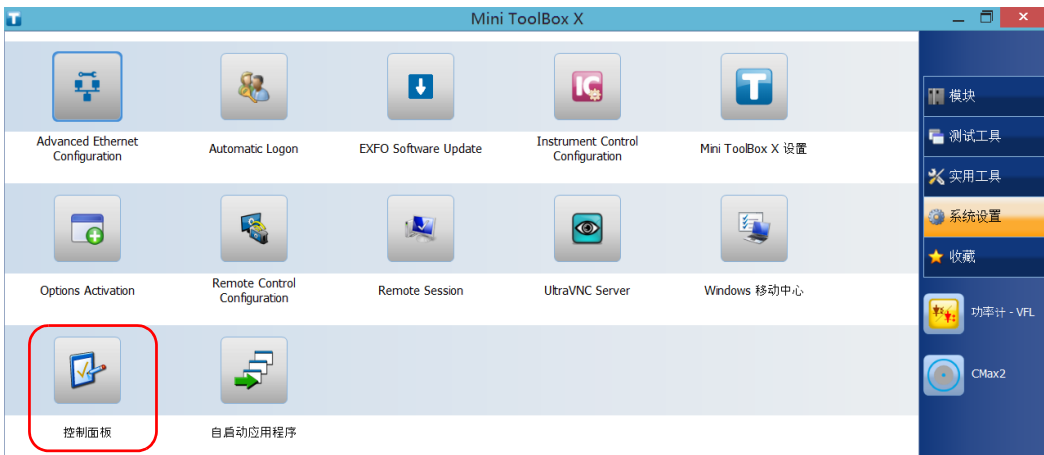 Mini ToolBox X
Advanced Ethernet
Configuration
Automatic Logon
EXFO Software Update
Instrument Control
Configuration
Mini ToolBox X 设置
Options Activation
Remote Control
Configuration
Remote Session
UltraVNC Server
Windows 移动中心
控制面板
自启动应用程序
模块
测试工具
实用工具
系统设置
收藏
功率计 - VFL
CMax2